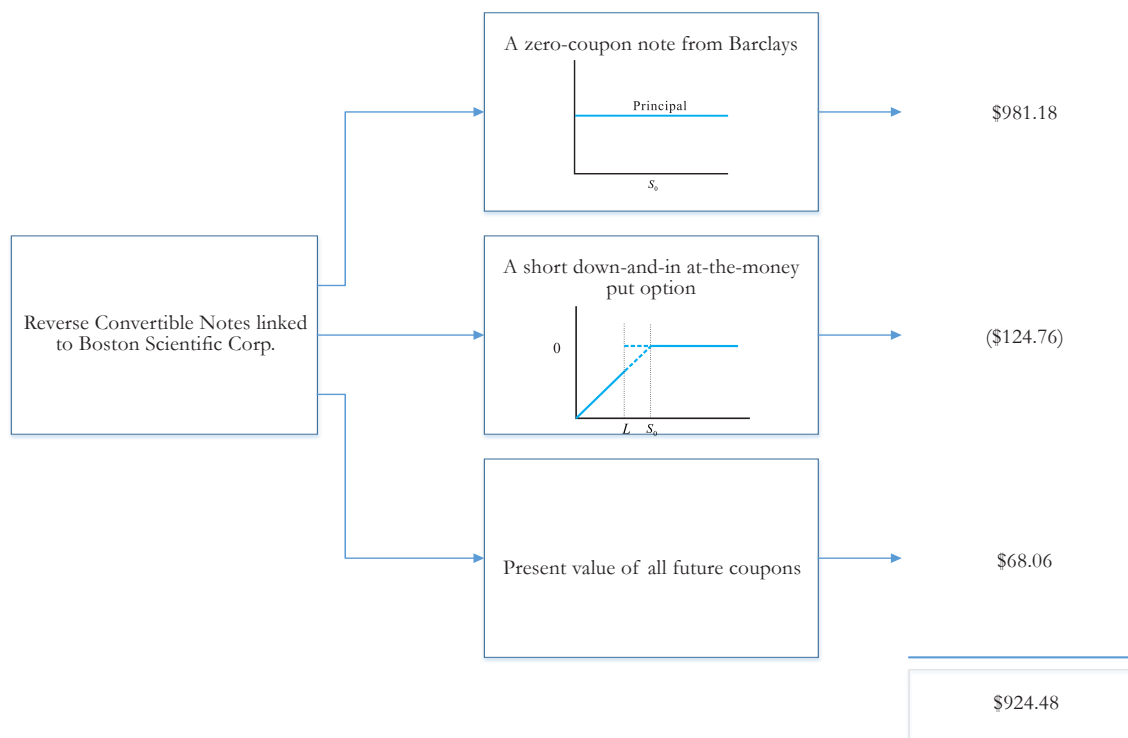 A zero-coupon note from Barclays
Principal
S₀
$981.18
Reverse Convertible Notes linked
to Boston Scientific Corp.
A short down-and-in at-the-money
put option
0
L S₀
($124.76)
Present value of all future coupons
$68.06
$924.48